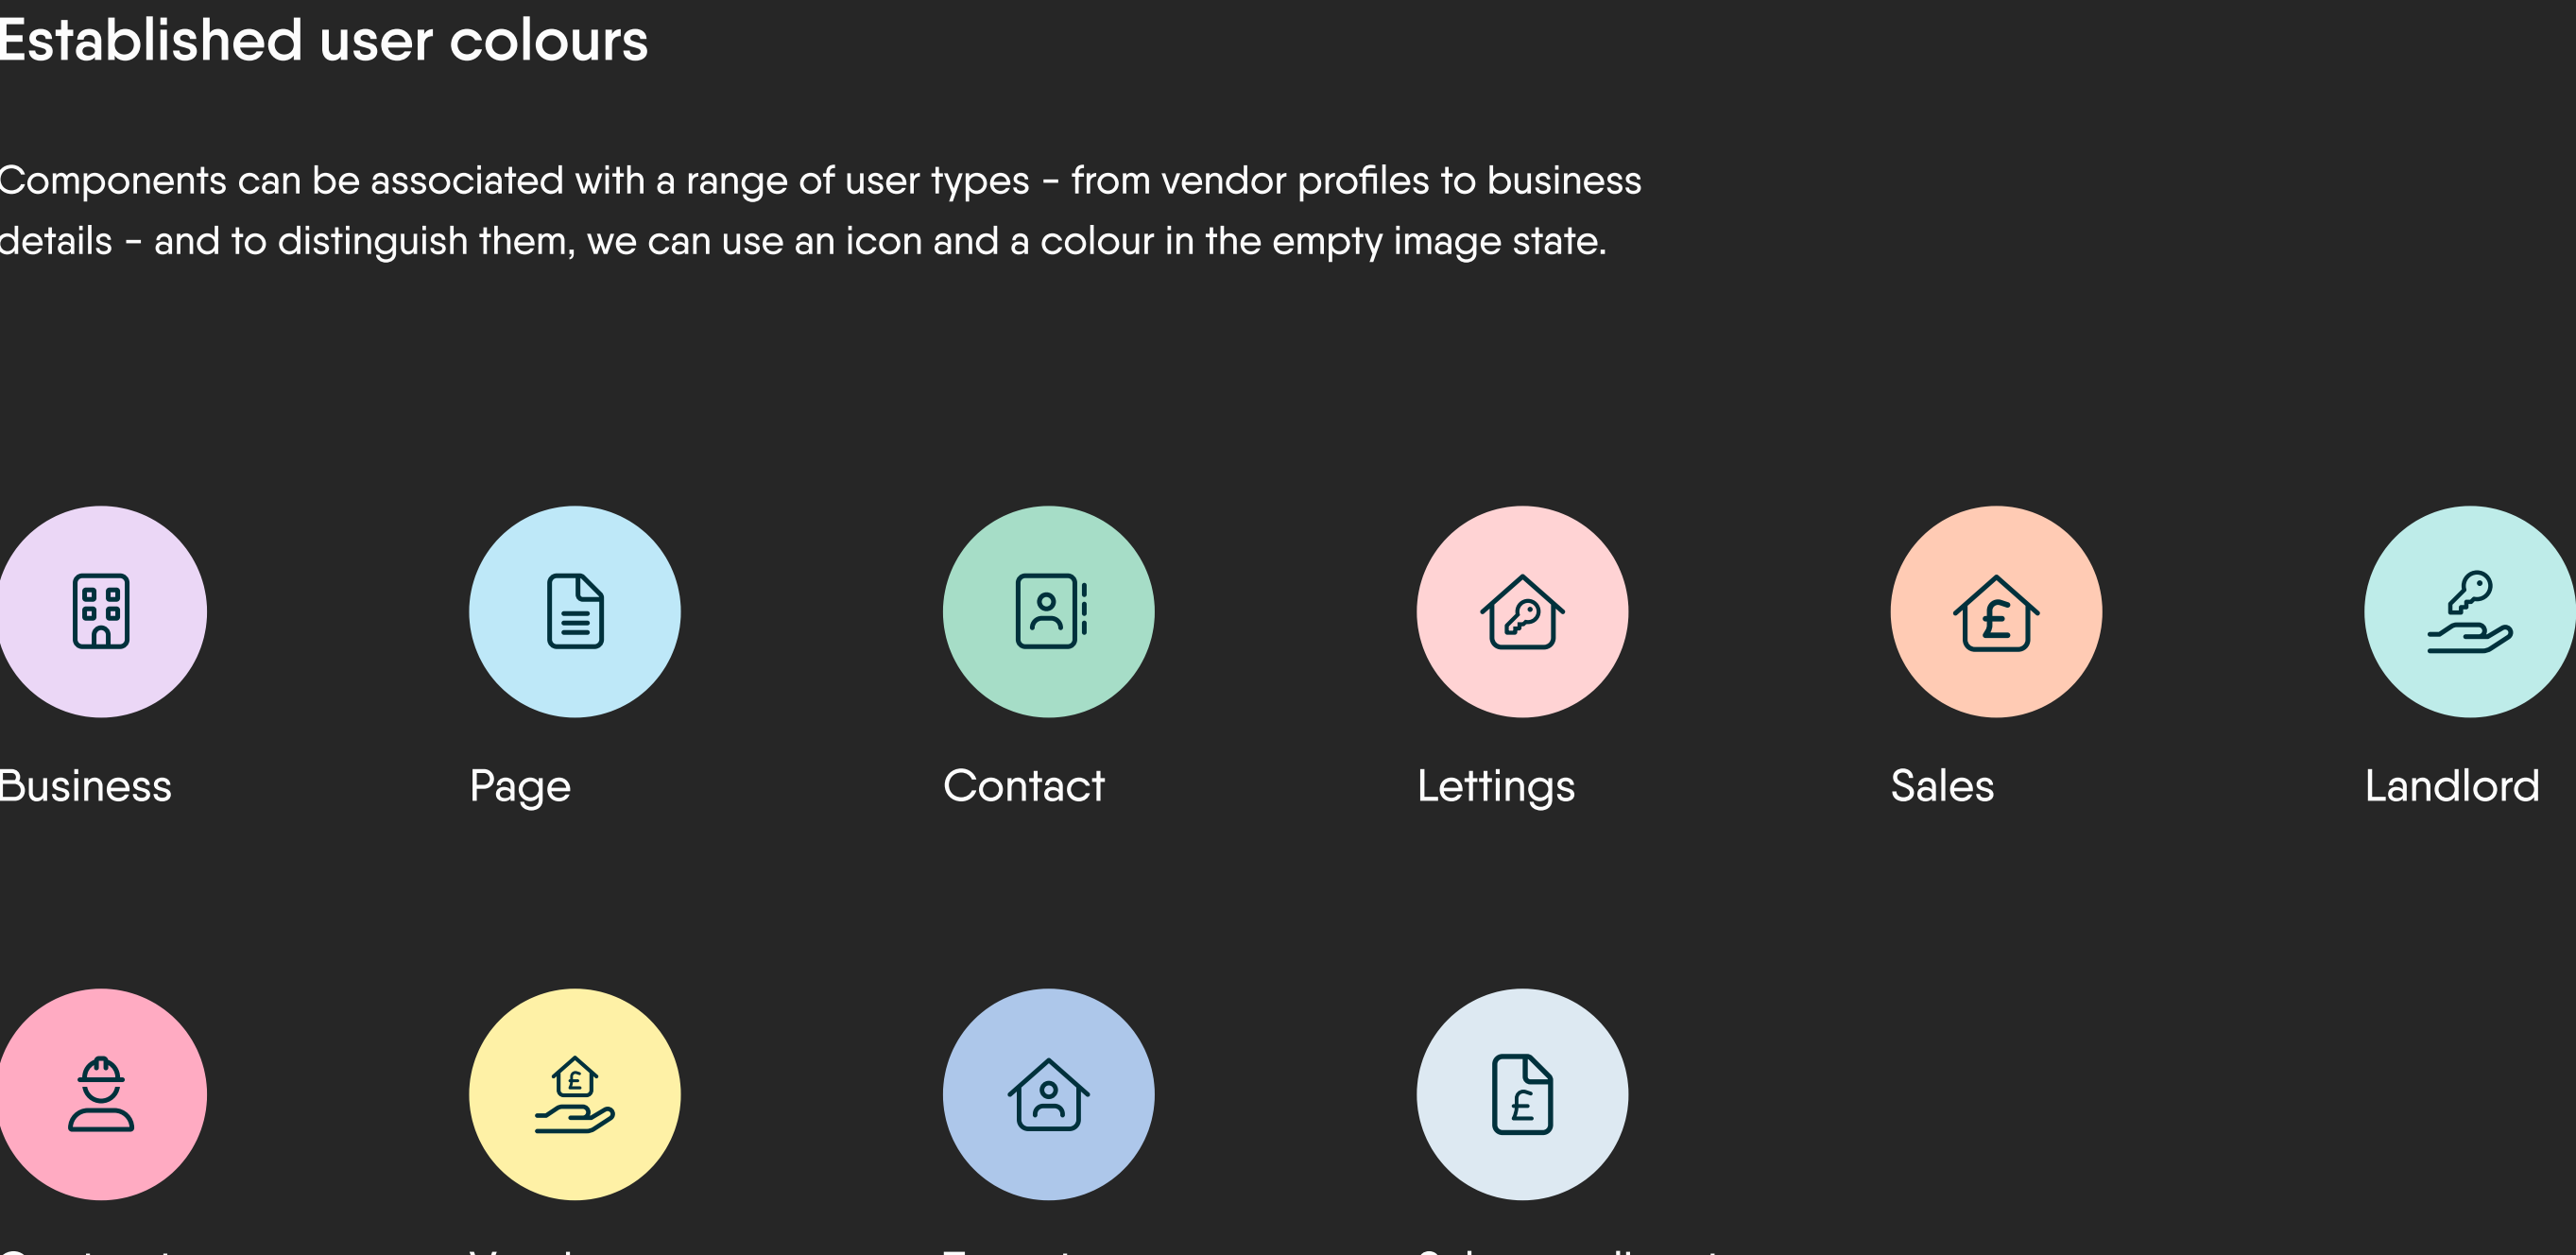 Established user colours
Components can be associated with a range of user types – from vendor profiles to business
details – and to distinguish them, we can use an icon and a colour in the empty image state.
£
Business Page Contact Lettings Sales Landlord
£
£